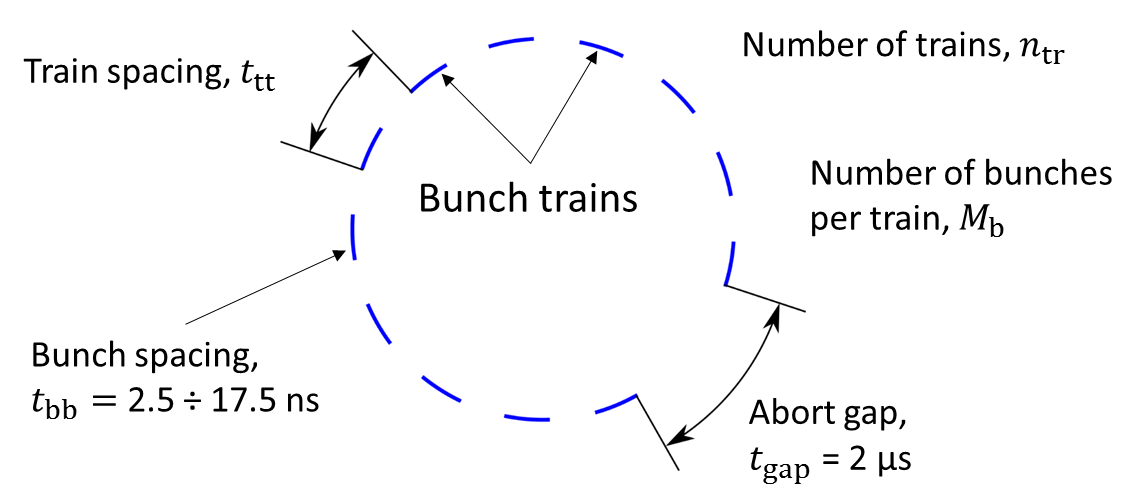 Number of trains, n_tr
Train spacing, t_tt
Number of bunches
per train, M_b
Bunch trains
Bunch spacing,
t_bb = 2.5 ÷ 17.5 ns
Abort gap,
t_gap = 2 μs